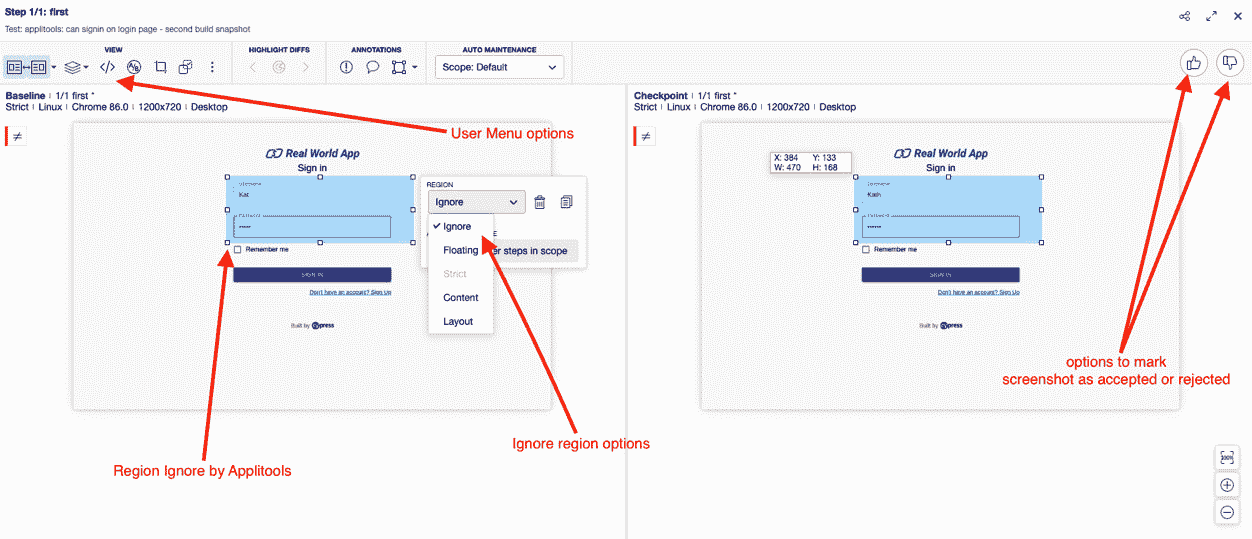 Step 1/1: first
Test: applitools: can signin on login page - second build snapshot
VIEW
HIGHLIGHT DIFFS
ANNOTATIONS
AUTO MAINTENANCE
Scope: Default
Baseline | 1/1 first *
Strict | Linux | Chrome 86.0 | 1200x720 | Desktop
Checkpoint | 1/1 first *
Strict | Linux | Chrome 86.0 | 1200x720 | Desktop
≠
≠
User Menu options
Real World App
Sign in
Username
Kat
Password
Remember me
SIGN IN
Don't have an account? Sign Up
Built by cypress
REGION
Ignore
Ignore
Floating
er steps in scope
Strict
Content
Layout
X: 384 Y: 133
W: 470 H: 168
Real World App
Sign in
Username
Password
Remember me
SIGN IN
Don't have an account? Sign Up
Built by cypress
options to mark
screenshot as accepted or rejected
Ignore region options
Region Ignore by Applitools
100%